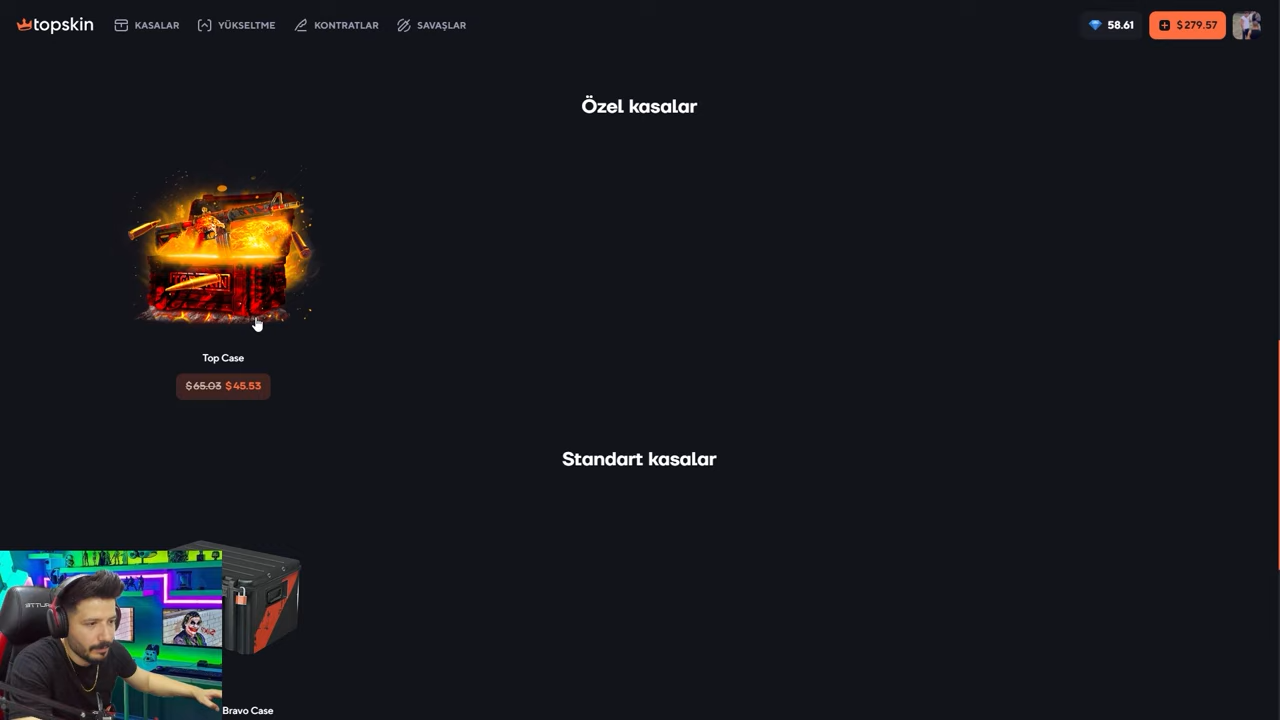 topskin
KASALAR
YÜKSELTME
KONTRATLAR
SAVAŞLAR
58.61
$279.57
Özel kasalar
Top Case
$65.03 $45.53
Standart kasalar
Bravo Case